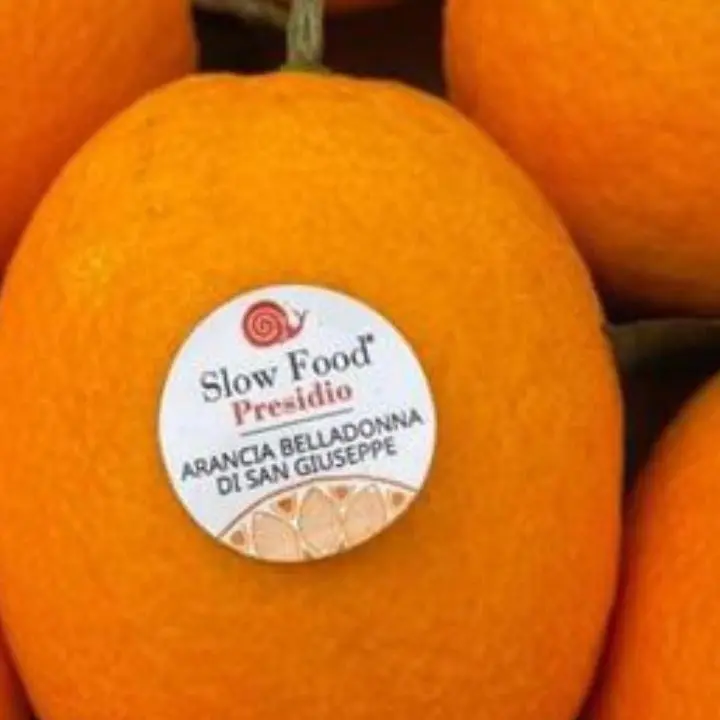 Slow Food®
Presidio
ARANCIA BELLADONNA
DI SAN GIUSEPPE